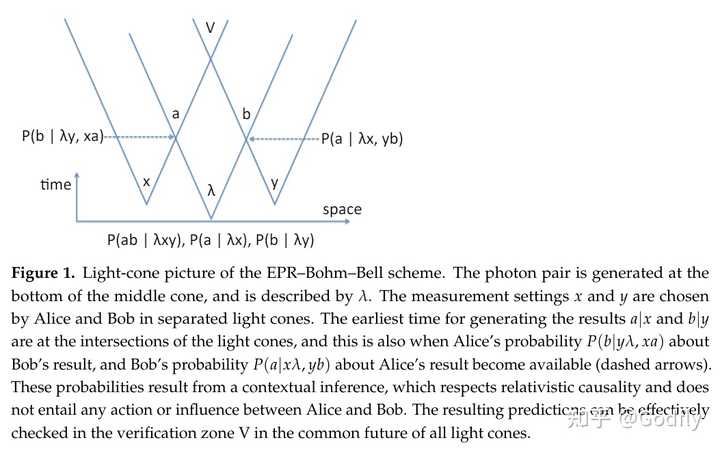 V
a
b
P(b | λy, xa)
P(a | λx, yb)
time
x
λ
y
space
P(ab | λxy), P(a | λx), P(b | λy)
Figure 1. Light-cone picture of the EPR–Bohm–Bell scheme. The photon pair is generated at the
bottom of the middle cone, and is described by λ. The measurement settings x and y are chosen
by Alice and Bob in separated light cones. The earliest time for generating the results a|x and b|y
are at the intersections of the light cones, and this is also when Alice's probability P(b|yλ, xa) about
Bob's result, and Bob's probability P(a|xλ, yb) about Alice's result become available (dashed arrows).
These probabilities result from a contextual inference, which respects relativistic causality and does
not entail any action or influence between Alice and Bob. The resulting predictions can be effectively
checked in the verification zone V in the common future of all light cones.
知乎 @Godfly